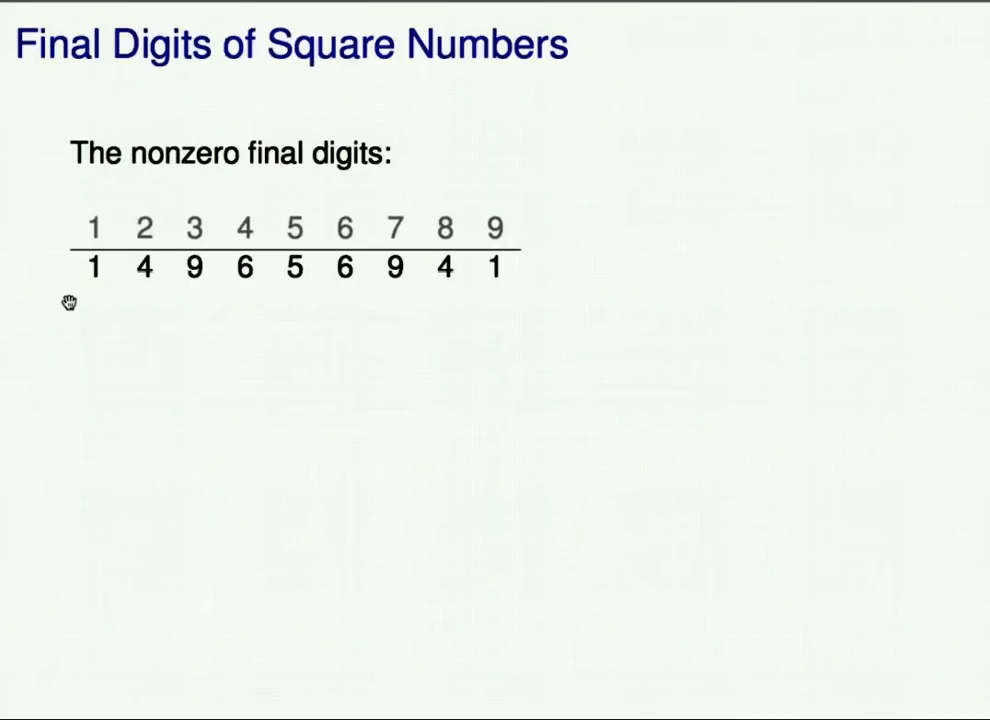 Final Digits of Square Numbers
The nonzero final digits:
1 2 3 4 5 6 7 8 9
1 4 9 6 5 6 9 4 1